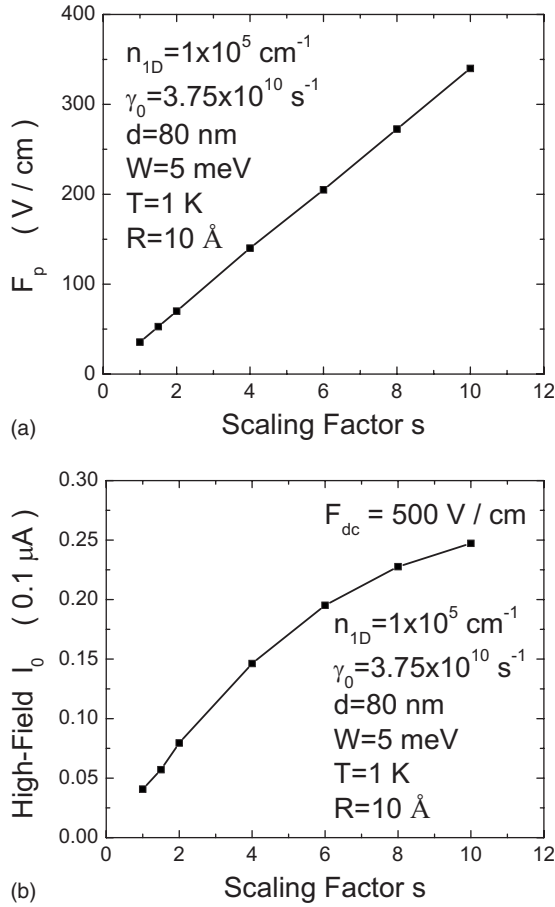 400
300
200
100
0
0 2 4 6 8 10 12
F_p ( V / cm )
n_1D=1x10^5 cm^-1
γ_0=3.75x10^10 s^-1
d=80 nm
W=5 meV
T=1 K
R=10 Å
Scaling Factor s
(a)
0.30
0.25
0.20
0.15
0.10
0.05
0.00
0 2 4 6 8 10 12
High-Field I_0 ( 0.1 μA )
F_dc = 500 V / cm
n_1D=1x10^5 cm^-1
γ_0=3.75x10^10 s^-1
d=80 nm
W=5 meV
T=1 K
R=10 Å
Scaling Factor s
(b)